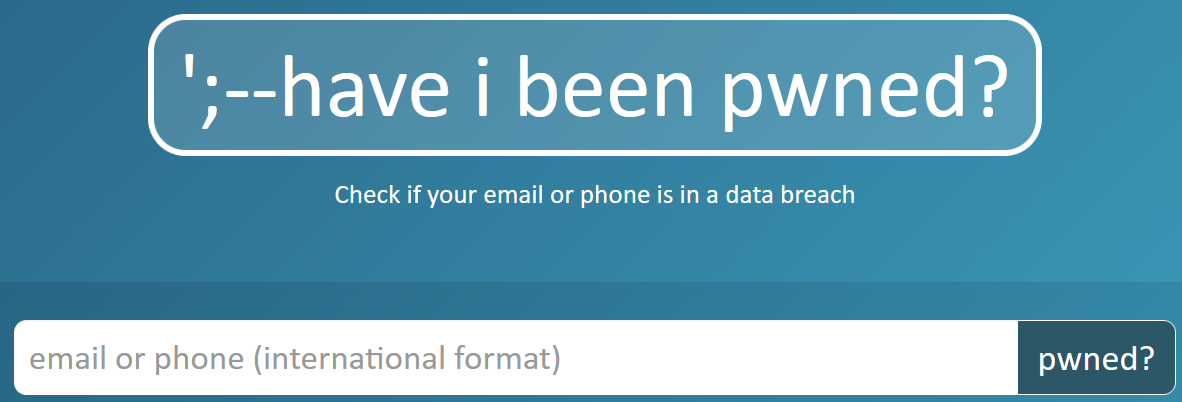 ';--have i been pwned?
Check if your email or phone is in a data breach
email or phone (international format)
pwned?